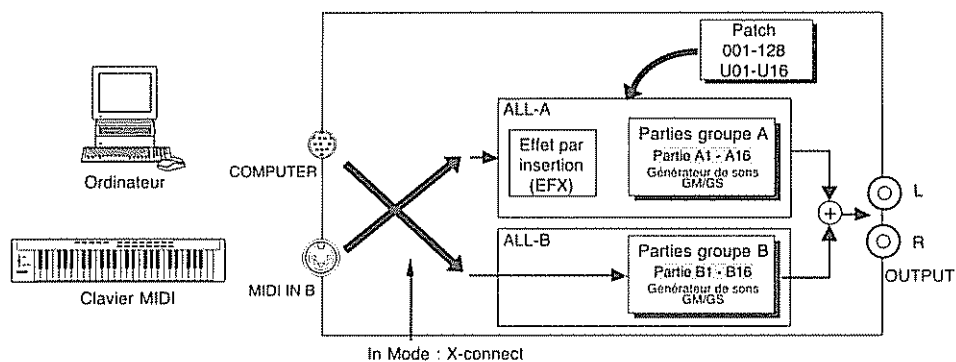 Patch
001-128
U01-U16
ALL-A
Effet par
insertion
(EFX)
Parties groupe A
Partie A1 - A16
Générateur de sons
GM/GS
Ordinateur
COMPUTER
L
R
OUTPUT
ALL-B
Parties groupe B
Partie B1 - B16
Générateur de sons
GM/GS
Clavier MIDI
MIDI IN B
In Mode : X-connect